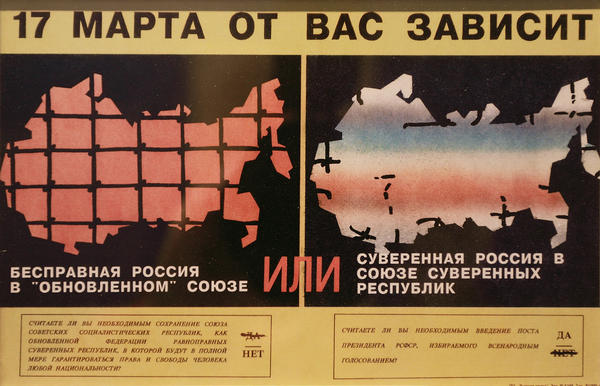 17 МАРТА ОТ ВАС ЗАВИСИТ
БЕСПРАВНАЯ РОССИЯ
В "ОБНОВЛЕННОМ" СОЮЗЕ
ИЛИ
СУВЕРЕННАЯ РОССИЯ В
СОЮЗЕ СУВЕРЕННЫХ
РЕСПУБЛИК
СЧИТАЕТЕ ЛИ ВЫ НЕОБХОДИМЫМ СОХРАНЕНИЕ СОЮЗА
СОВЕТСКИХ СОЦИАЛИСТИЧЕСКИХ РЕСПУБЛИК, КАК
ОБНОВЛЕННОЙ ФЕДЕРАЦИИ РАВНОПРАВНЫХ
СУВЕРЕННЫХ РЕСПУБЛИК, В КОТОРОЙ БУДУТ В ПОЛНОЙ
МЕРЕ ГАРАНТИРОВАТЬСЯ ПРАВА И СВОБОДЫ ЧЕЛОВЕКА
ЛЮБОЙ НАЦИОНАЛЬНОСТИ?
ДА
НЕТ
СЧИТАЕТЕ ЛИ ВЫ НЕОБХОДИМЫМ ВВЕДЕНИЕ ПОСТА
ПРЕЗИДЕНТА РСФСР, ИЗБИРАЕМОГО ВСЕНАРОДНЫМ
ГОЛОСОВАНИЕМ?
ДА
НЕТ